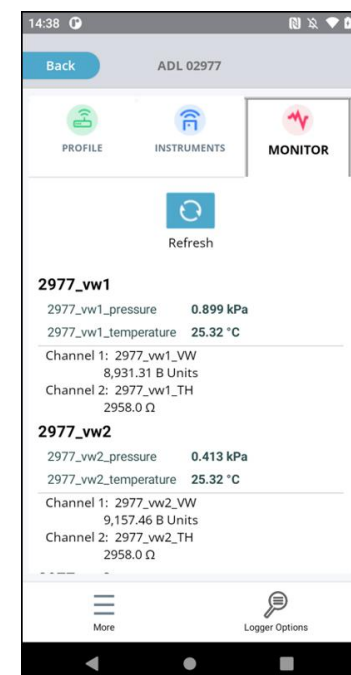 14:38
Back
ADL 02977
PROFILE
INSTRUMENTS
MONITOR
Refresh
2977_vw1
2977_vw1_pressure 0.899 kPa
2977_vw1_temperature 25.32 °C
Channel 1: 2977_vw1_VW
8,931.31 B Units
Channel 2: 2977_vw1_TH
2958.0 Ω
2977_vw2
2977_vw2_pressure 0.413 kPa
2977_vw2_temperature 25.32 °C
Channel 1: 2977_vw2_VW
9,157.46 B Units
Channel 2: 2977_vw2_TH
2958.0 Ω
More
Logger Options